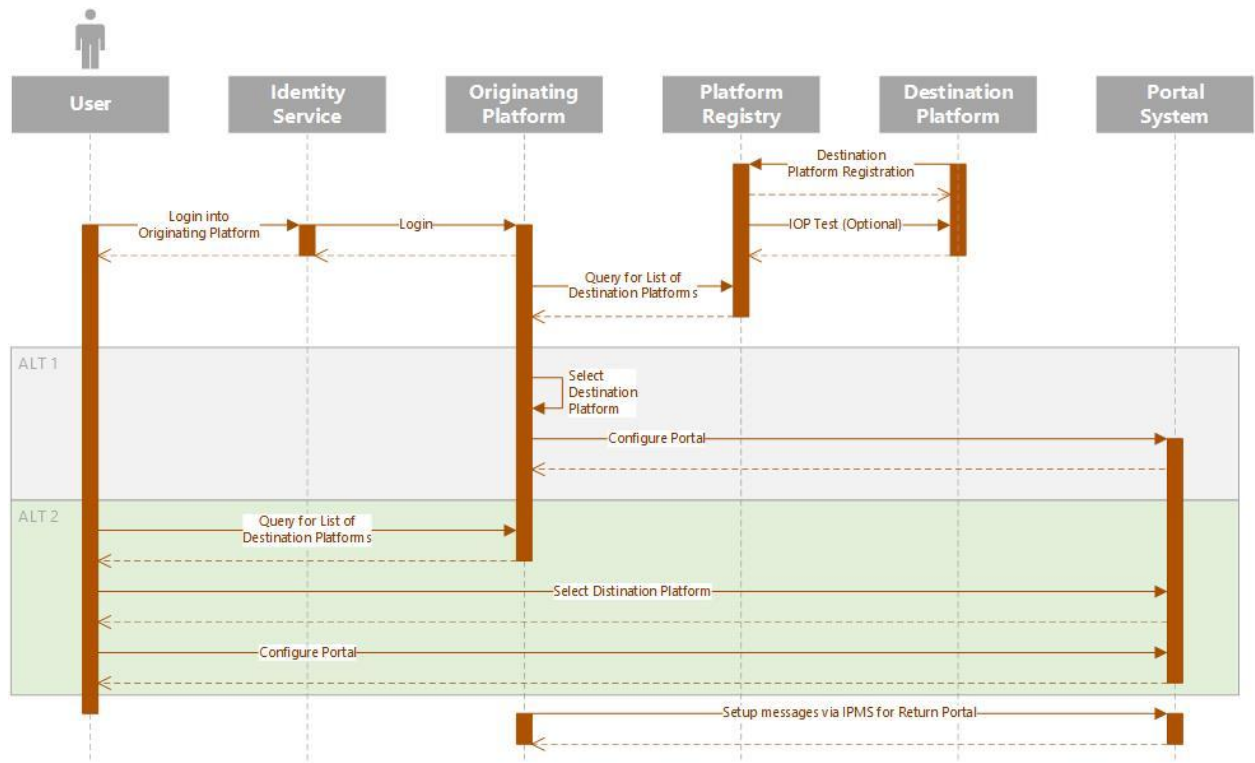 User
Identity
Service
Originating
Platform
Platform
Registry
Destination
Platform
Portal
System
Destination
Platform Registration
Login into
Originating Platform
Login
IOP Test (Optional)
Query for List of
Destination Platforms
ALT 1
Select
Destination
Platform
Configure Portal
ALT 2
Query for List of
Destination Platforms
Select Distination Platform
Configure Portal
Setup messages via IPMS for Return Portal